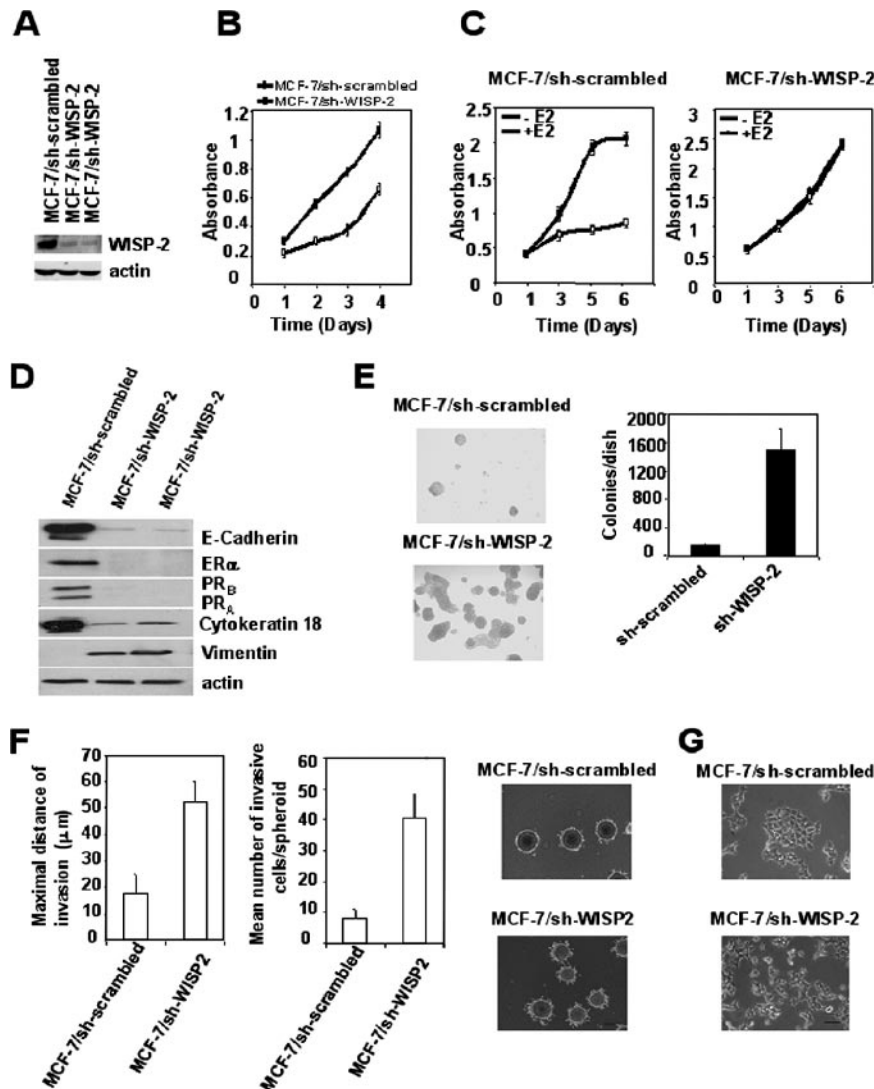 A
MCF-7/sh-scrambled
MCF-7/sh-WISP-2
MCF-7/sh-WISP-2
WISP-2
actin
B
MCF-7/sh-scrambled
MCF-7/sh-WISP-2
Absorbance
1.2
1
0.8
0.6
0.4
0.2
0
0 1 2 3 4
Time (Days)
C
MCF-7/sh-scrambled
- E2
+E2
Absorbance
2.5
2
1.5
1
0.5
0
0 1 3 5 6
Time (Days)
MCF-7/sh-WISP-2
- E2
+E2
Absorbance
3
2.5
2
1.5
1
0.5
0
0 1 3 5 6
Time (Days)
D
MCF-7/sh-scrambled
MCF-7/sh-WISP-2
MCF-7/sh-WISP-2
E-Cadherin
ERα
PRB
PRA
Cytokeratin 18
Vimentin
actin
E
MCF-7/sh-scrambled
MCF-7/sh-WISP-2
Colonies/dish
2000
1600
1200
800
400
0
sh-scrambled
sh-WISP-2
F
Maximal distance of
invasion (μm)
70
60
50
40
30
20
10
0
MCF-7/sh-scrambled
MCF-7/sh-WISP2
Mean number of invasive
cells/spheroid
60
50
40
30
20
10
0
MCF-7/sh-scrambled
MCF-7/sh-WISP2
MCF-7/sh-scrambled
MCF-7/sh-WISP2
G
MCF-7/sh-scrambled
MCF-7/sh-WISP-2